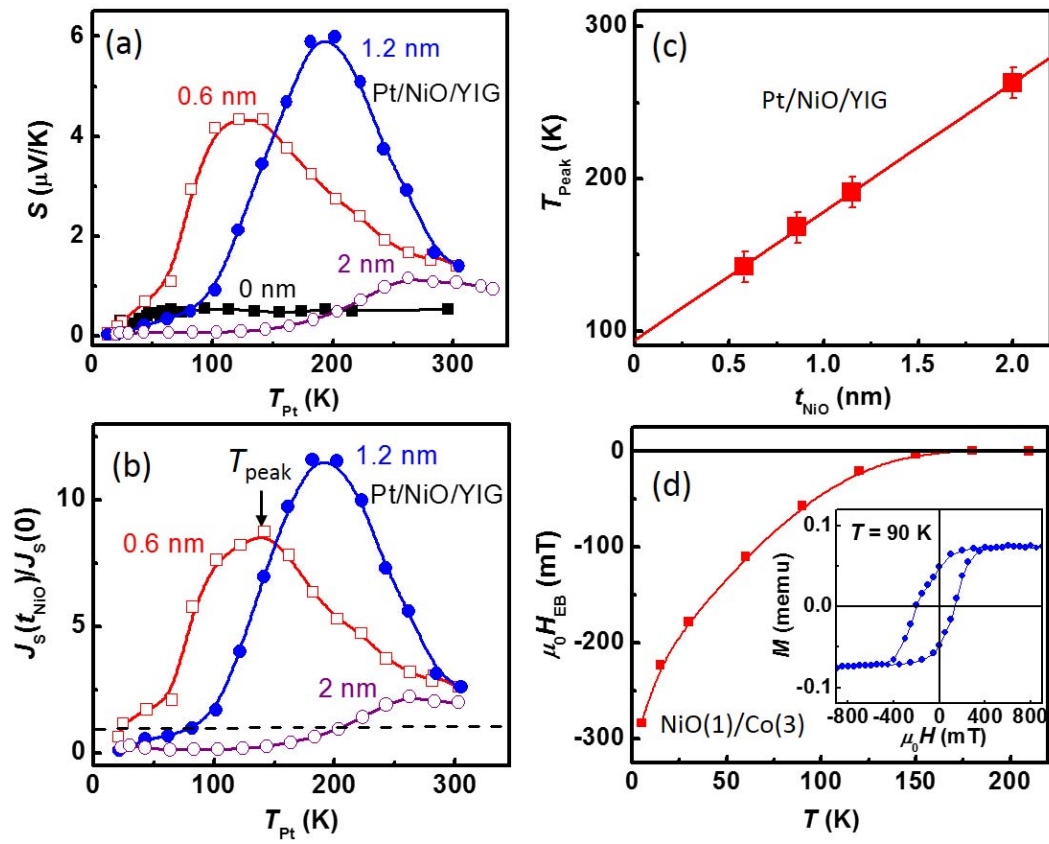 (a)
6
4
2
0
S (μV/K)
0.6 nm
1.2 nm
Pt/NiO/YIG
2 nm
0 nm
0 100 200 300
T_Pt (K)
(b)
10
5
0
J_S(t_NiO)/J_S(0)
T_peak
0.6 nm
1.2 nm
Pt/NiO/YIG
2 nm
0 100 200 300
T_Pt (K)
(c)
300
200
100
T_Peak (K)
Pt/NiO/YIG
0 0.5 1.0 1.5 2.0
t_NiO (nm)
(d)
0
-100
-200
-300
μ₀H_EB (mT)
NiO(1)/Co(3)
0 50 100 150 200
T (K)
T = 90 K
0.1
0.0
-0.1
M (memu)
-800 -400 0 400 800
μ₀H (mT)